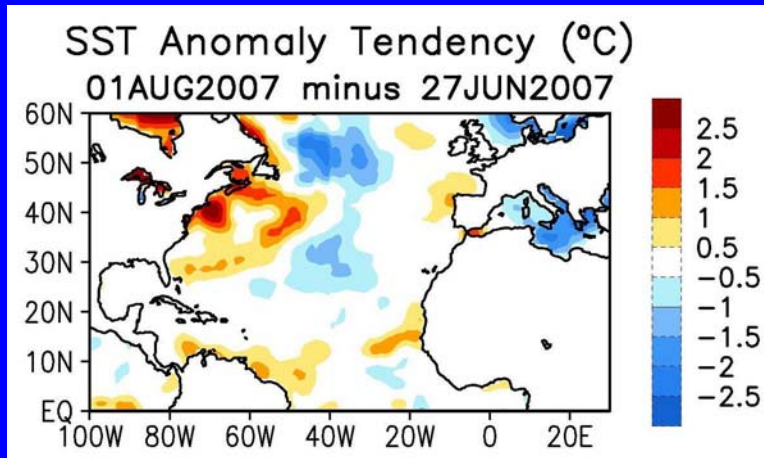 SST Anomaly Tendency (°C)
01AUG2007 minus 27JUN2007
60N
50N
40N
30N
20N
10N
EQ
100W 80W 60W 40W 20W 0 20E
2.5
2
1.5
1
0.5
−0.5
−1
−1.5
−2
−2.5